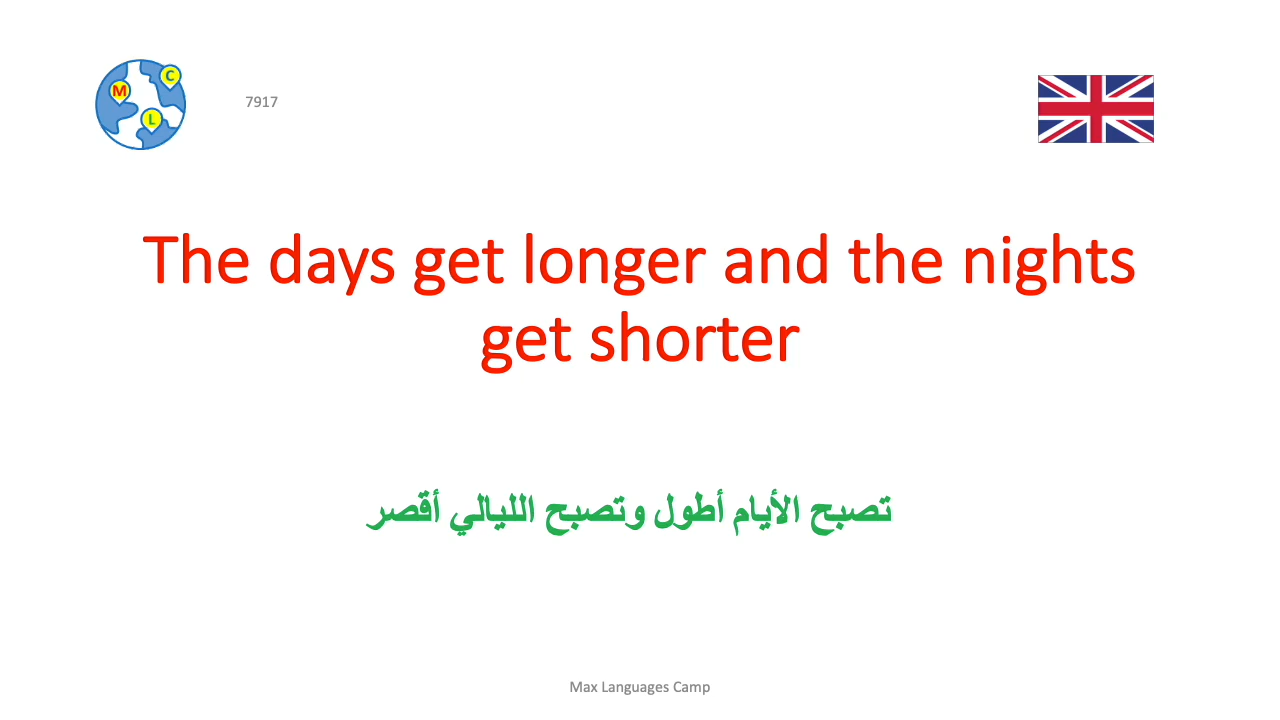 C
M
L
7917
The days get longer and the nights
get shorter
تصبح الأيام أطول وتصبح الليالي أقصر
Max Languages Camp